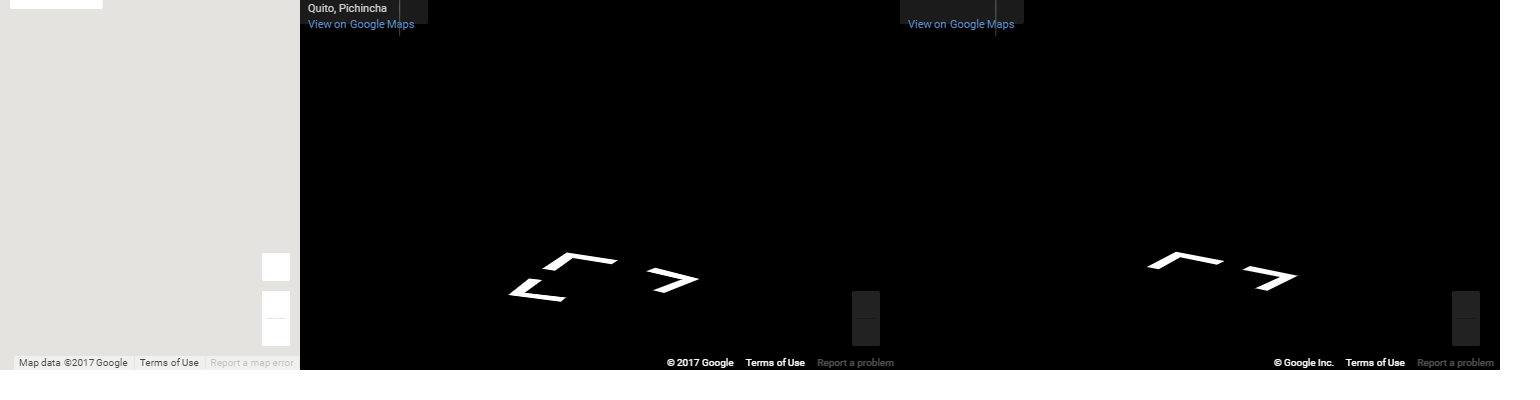 Quito, Pichincha
View on Google Maps
View on Google Maps
Map data ©2017 Google Terms of Use Report a map error
© 2017 Google Terms of Use Report a problem
© Google Inc. Terms of Use Report a problem